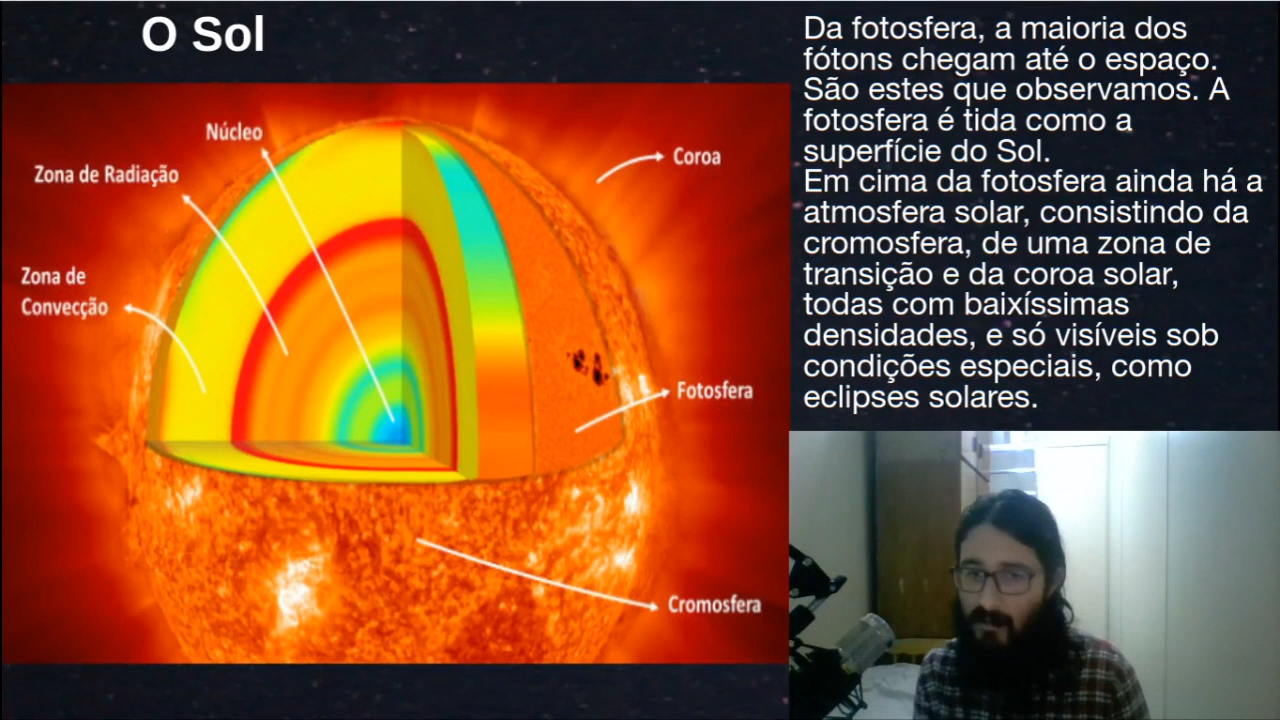 O Sol
Da fotosfera, a maioria dos
fótons chegam até o espaço.
São estes que observamos. A
fotosfera é tida como a
superfície do Sol.
Em cima da fotosfera ainda há a
atmosfera solar, consistindo da
cromosfera, de uma zona de
transição e da coroa solar,
todas com baixíssimas
densidades, e só visíveis sob
condições especiais, como
eclipses solares.
Núcleo
Coroa
Zona de Radiação
Zona de
Convecção
Fotosfera
Cromosfera